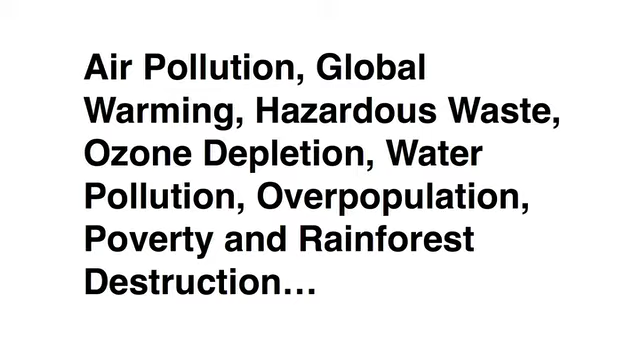 Air Pollution, Global
Warming, Hazardous Waste,
Ozone Depletion, Water
Pollution, Overpopulation,
Poverty and Rainforest
Destruction…